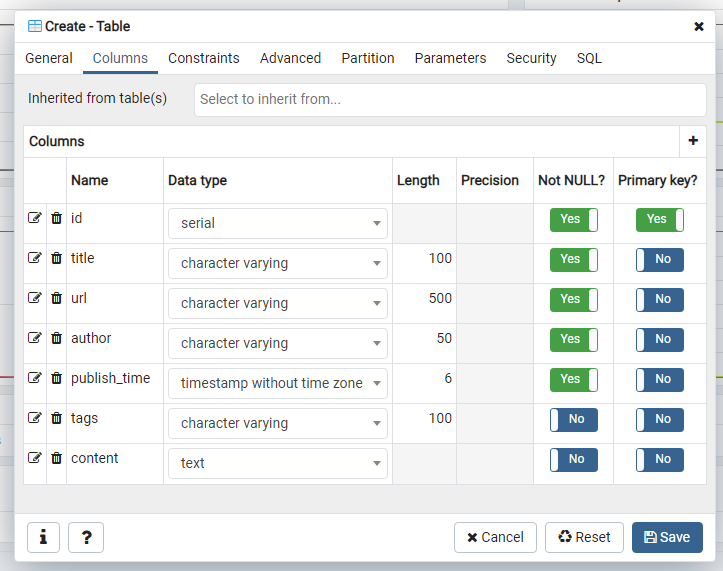 Create - Table
General Columns Constraints Advanced Partition Parameters Security SQL
Inherited from table(s) Select to inherit from...
Columns
Name Data type Length Precision Not NULL? Primary key?
id serial Yes Yes
title character varying 100 Yes No
url character varying 500 Yes No
author character varying 50 Yes No
publish_time timestamp without time zone 6 Yes No
tags character varying 100 No No
content text No No
i ? Cancel Reset Save